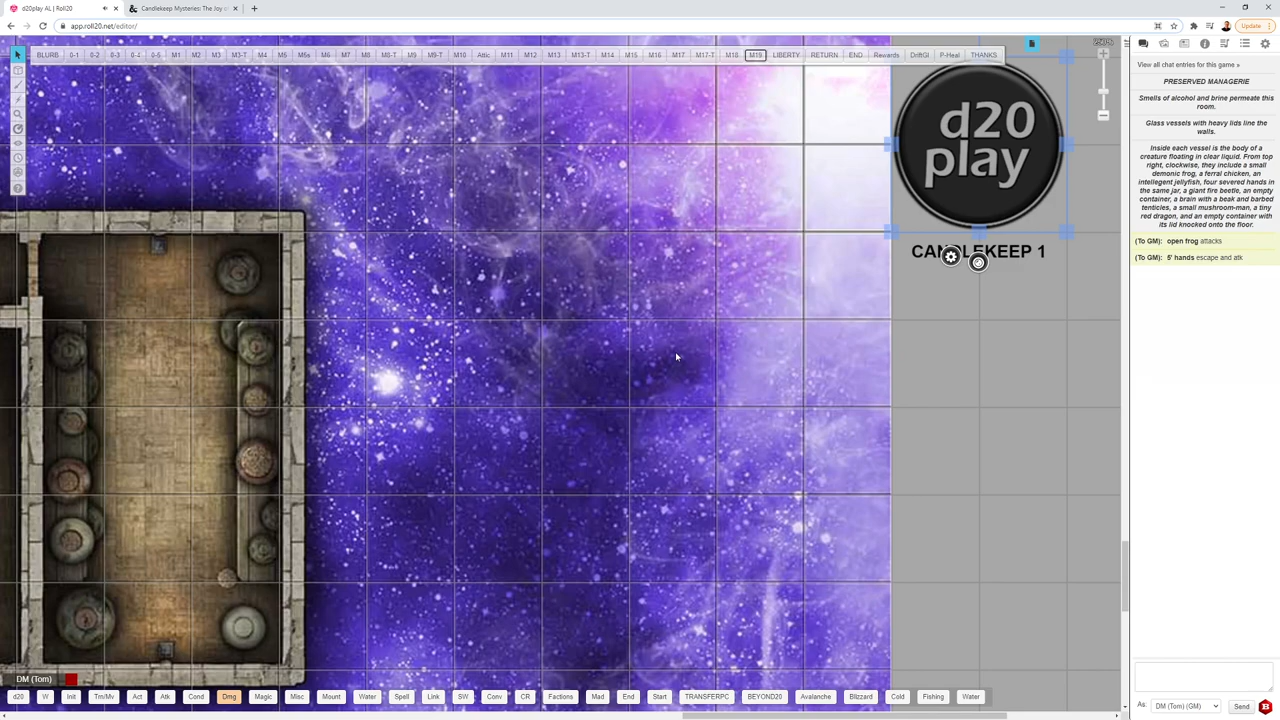 d20play AL | Roll20
Candlekeep Mysteries: The Joy o
app.roll20.net/editor/
Update
BLURB 0-1 0-2 0-3 0-4 0-5 0-6 M1 M2 M3 M3-T M4 M5 M5s M6 M7 M8 M8-T M9 M9-T M10 Attic M11 M12 M13 M13-T M14 M15 M16 M17 M17-T M18 M19 LIBERTY RETURN END Rewards DriftGl P-Heal THANKS
d20
play
CANDLEKEEP 1
View all chat entries for this game »
PRESERVED MANAGERIE
Smells of alcohol and brine permeate this
room.
Glass vessels with heavy lids line the
walls.
Inside each vessel is the body of a
creature floating in clear liquid. From top
right, clockwise, they include a small
demonic frog, a ferral chicken, an
intellegent jellyfish, four severed hands in
the same jar, a giant fire beetle, an empty
container, a brain with a beak and barbed
tenticles, a small mushroom-man, a tiny
red dragon, and an empty container with
its lid knocked onto the floor.
(To GM): open frog attacks
(To GM): 5' hands escape and atk
DM (Tom)
d20 W Init Tm/Mv Act Atk Cond Dmg Magic Misc Mount Water Spell Link SW Conv CR Factions Mad End Start TRANSFERPC BEYOND20 Avalanche Blizzard Cold Fishing Water
As: DM (Tom) (GM) Send